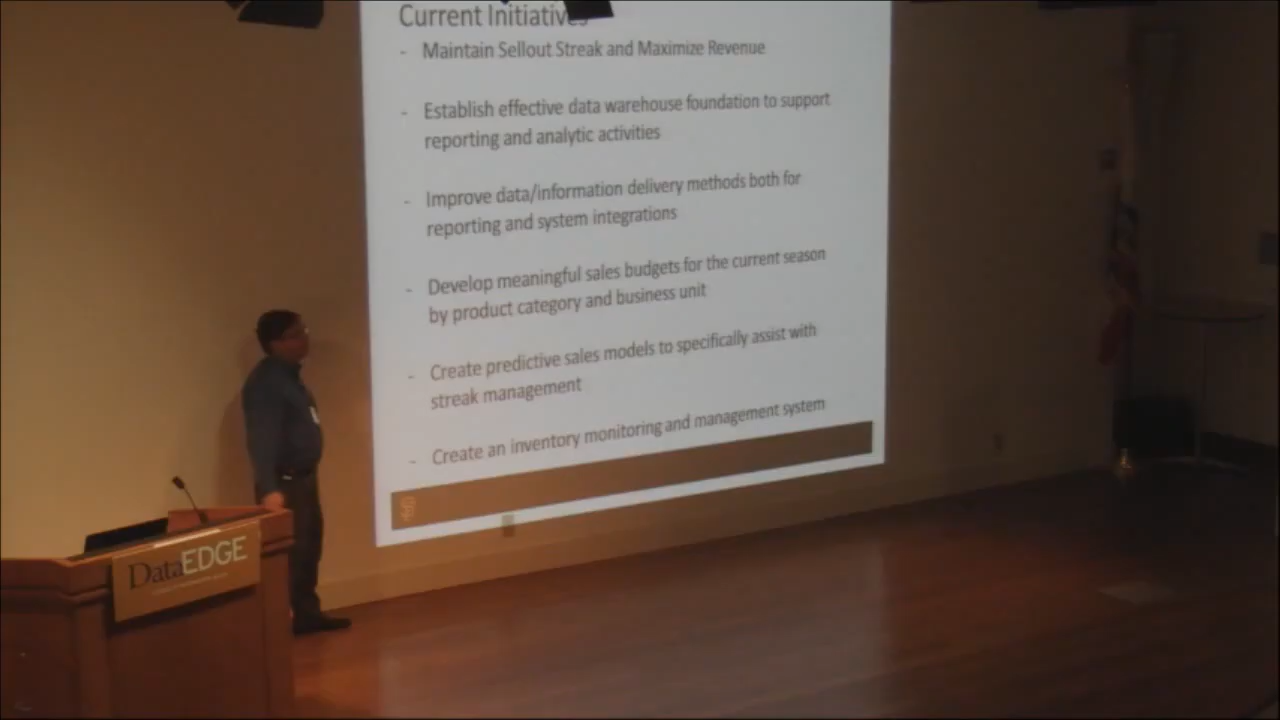 Current Initiatives
- Maintain Sellout Streak and Maximize Revenue
- Establish effective data warehouse foundation to support
reporting and analytic activities
- Improve data/information delivery methods both for
reporting and system integrations
- Develop meaningful sales budgets for the current season
by product category and business unit
- Create predictive sales models to specifically assist with
streak management
- Create an inventory monitoring and management system
DataEDGE